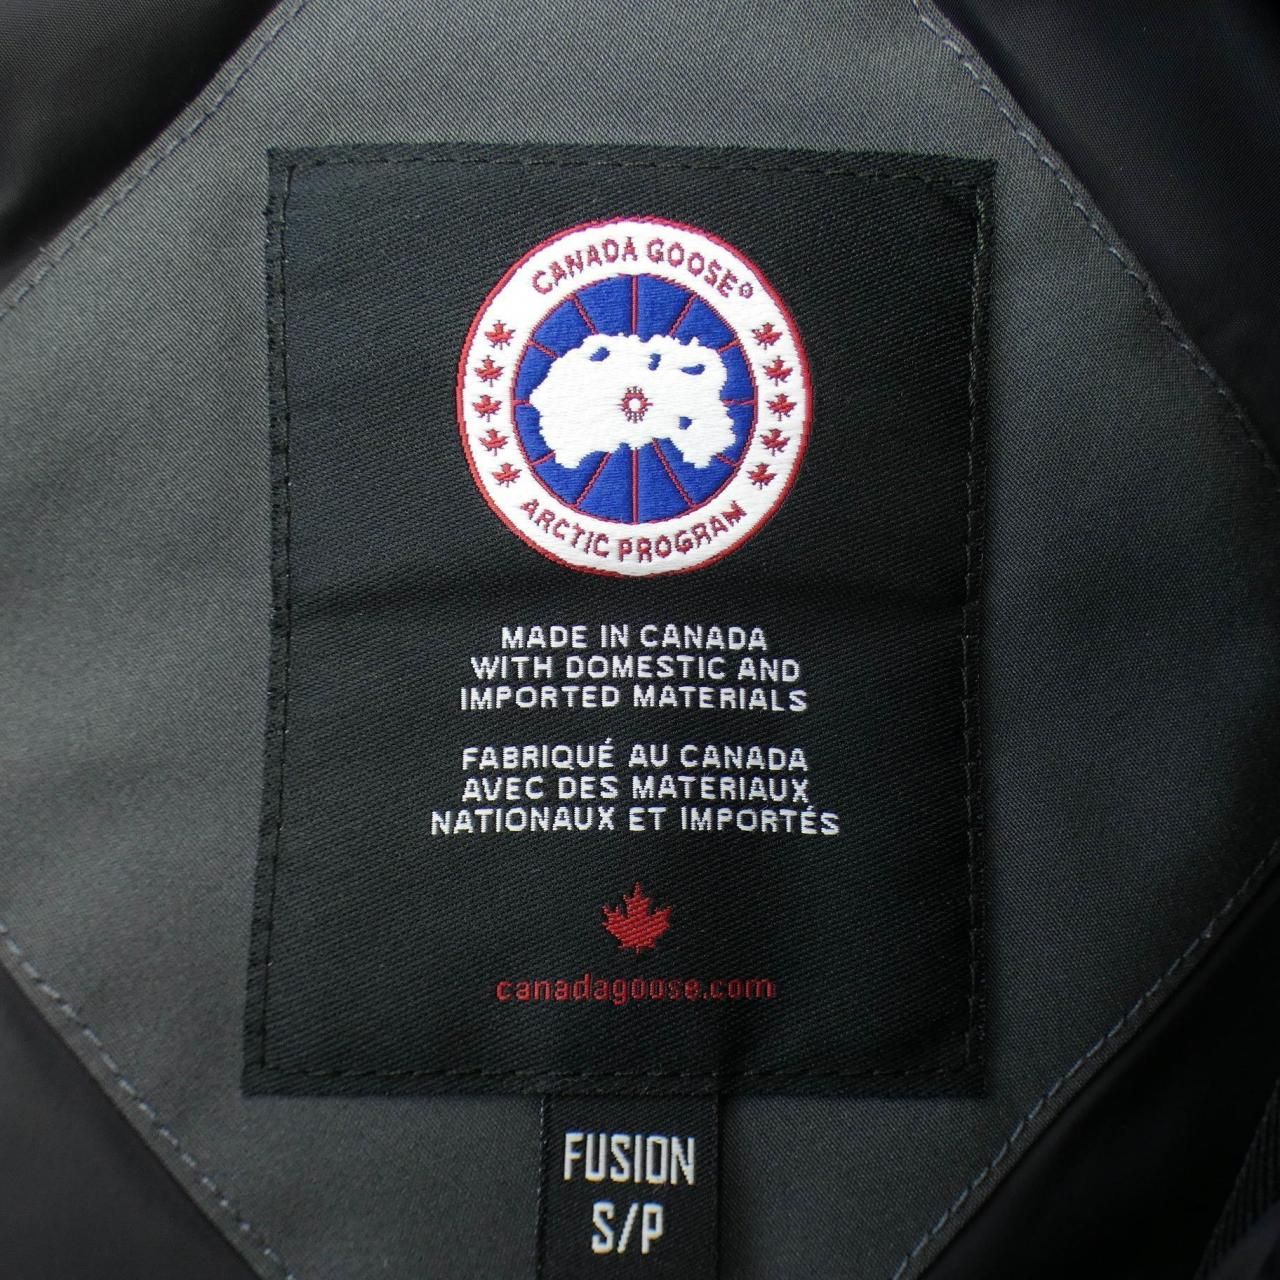 CANADA GOOSE®
ARCTIC PROGRAM
MADE IN CANADA
WITH DOMESTIC AND
IMPORTED MATERIALS
FABRIQUÉ AU CANADA
AVEC DES MATÉRIAUX
NATIONAUX ET IMPORTÉS
canadagoose.com
FUSION
S/P